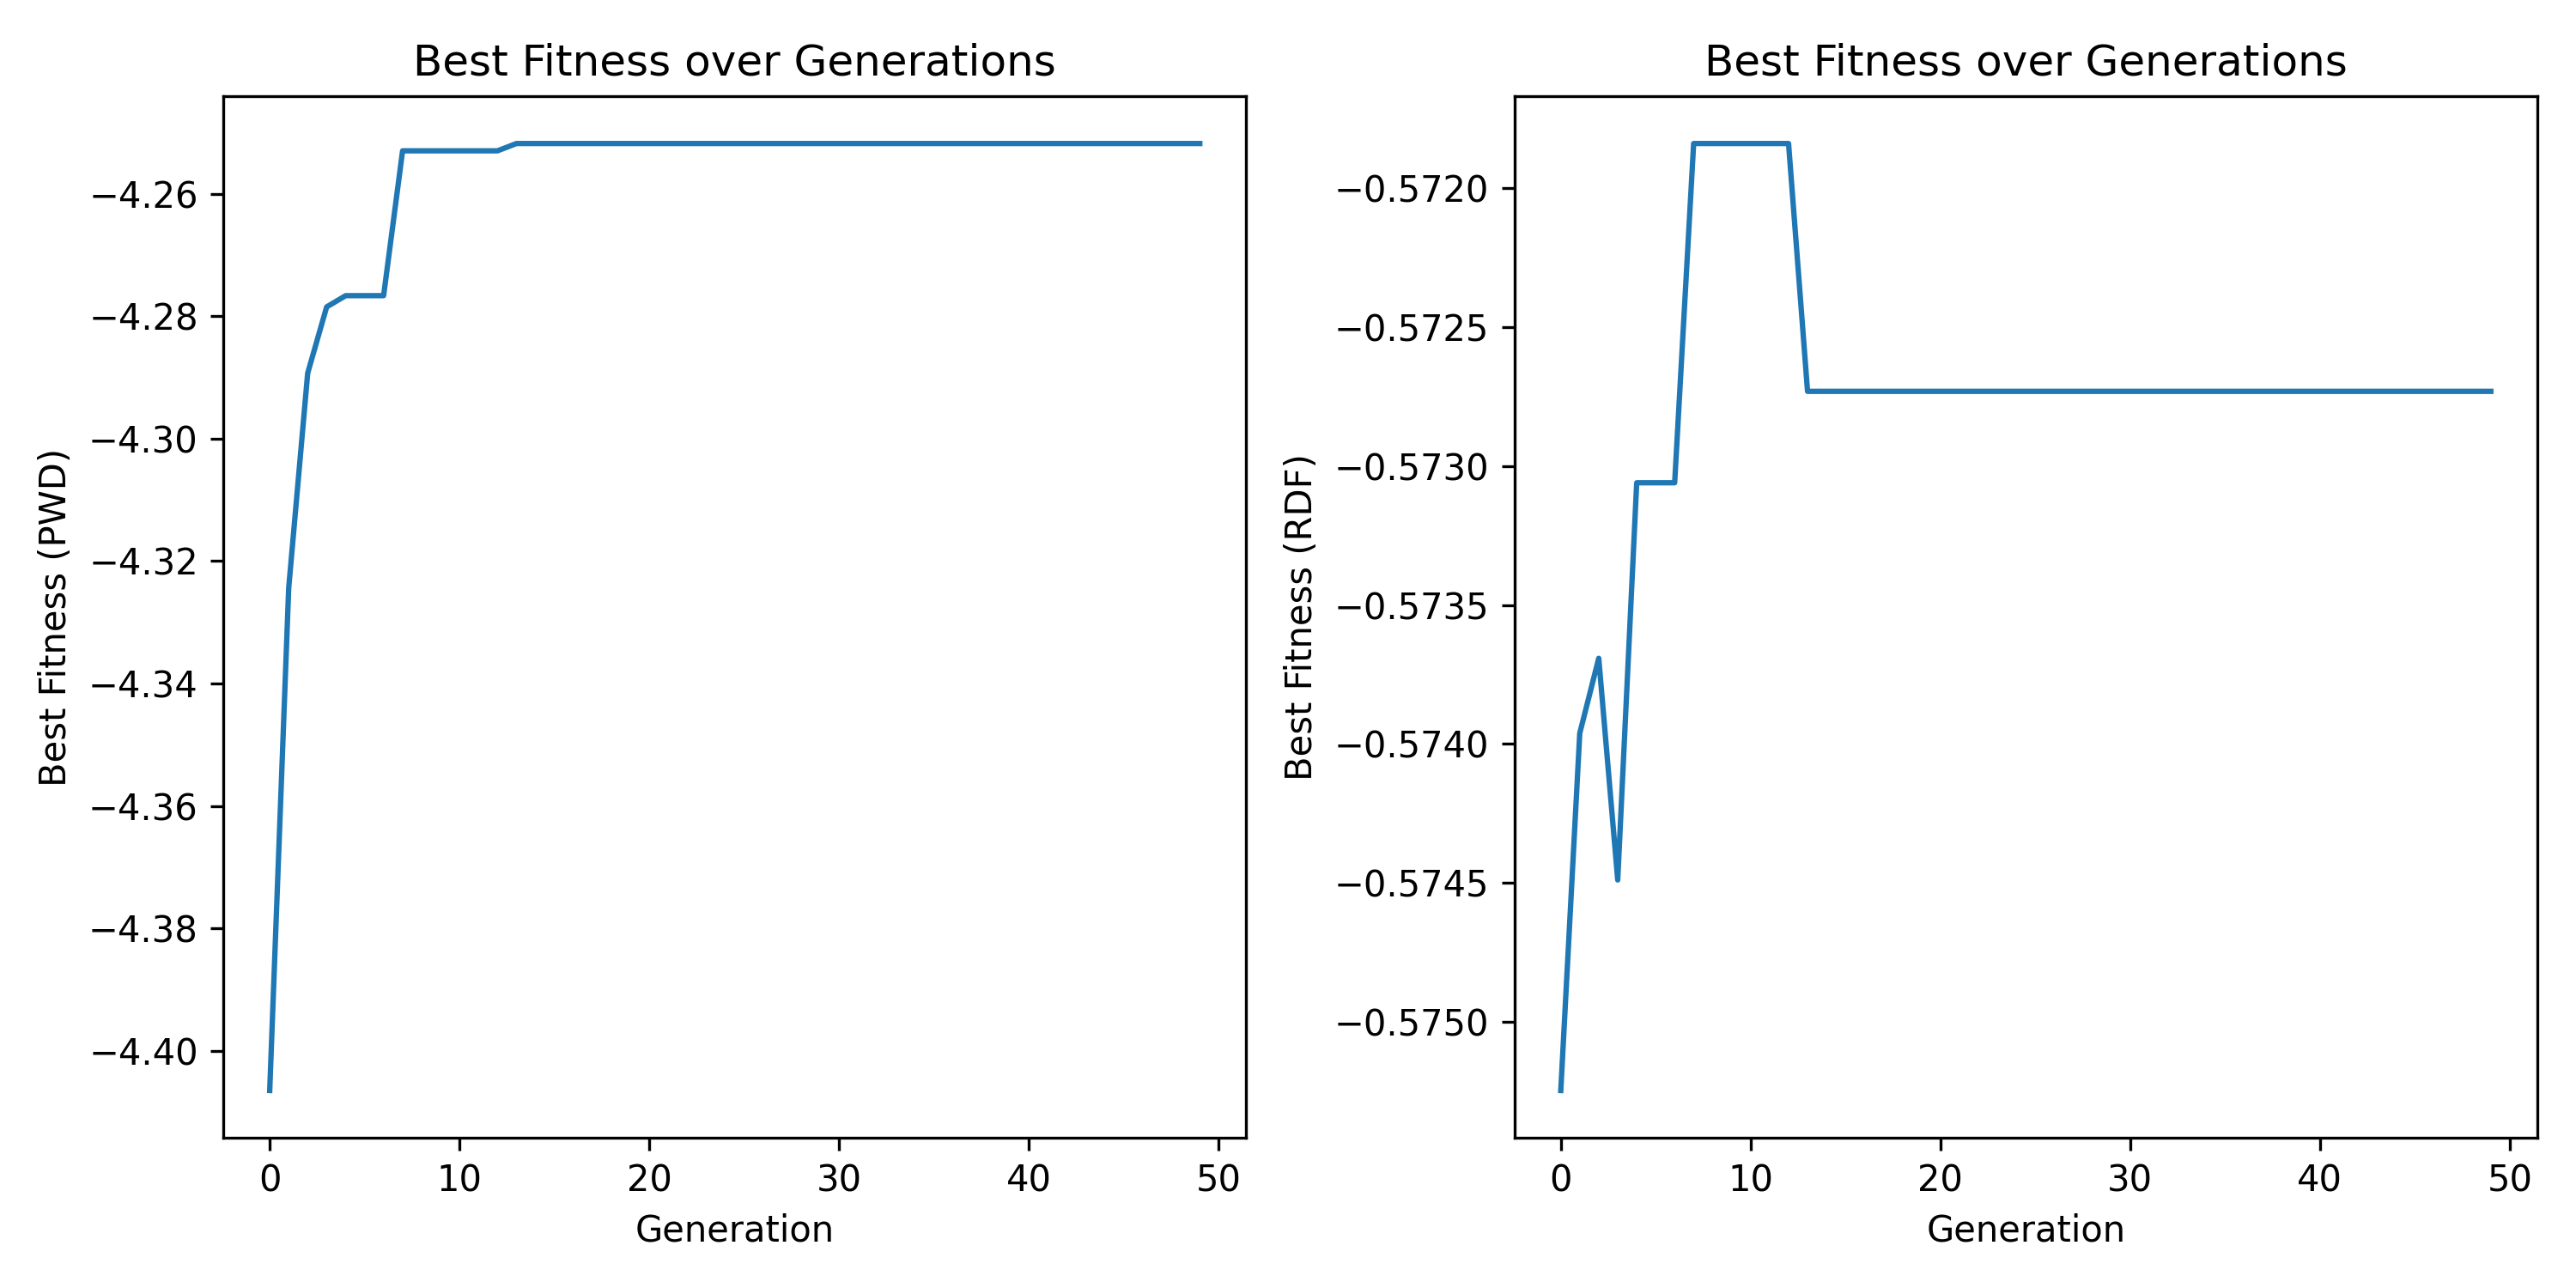 Best Fitness over Generations
Best Fitness (PWD)
−4.26
−4.28
−4.30
−4.32
−4.34
−4.36
−4.38
−4.40
0 10 20 30 40 50
Generation
Best Fitness over Generations
Best Fitness (RDF)
−0.5720
−0.5725
−0.5730
−0.5735
−0.5740
−0.5745
−0.5750
0 10 20 30 40 50
Generation